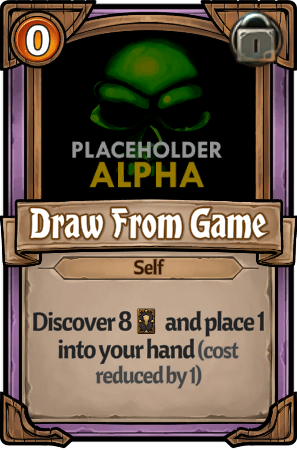 0
I
PLACEHOLDER
ALPHA
Draw From Game
Self
Discover 8 and place 1
into your hand (cost
reduced by 1)